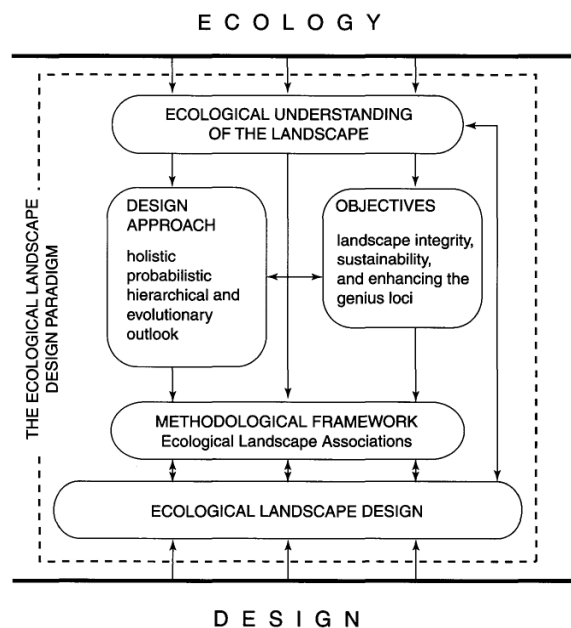 ECOLOGY
ECOLOGICAL UNDERSTANDING
OF THE LANDSCAPE
THE ECOLOGICAL LANDSCAPE
DESIGN PARADIGM
DESIGN
APPROACH
holistic
probabilistic
hierarchical and
evolutionary
outlook
OBJECTIVES
landscape integrity,
sustainability,
and enhancing the
genius loci
METHODOLOGICAL FRAMEWORK
Ecological Landscape Associations
ECOLOGICAL LANDSCAPE DESIGN
DESIGN